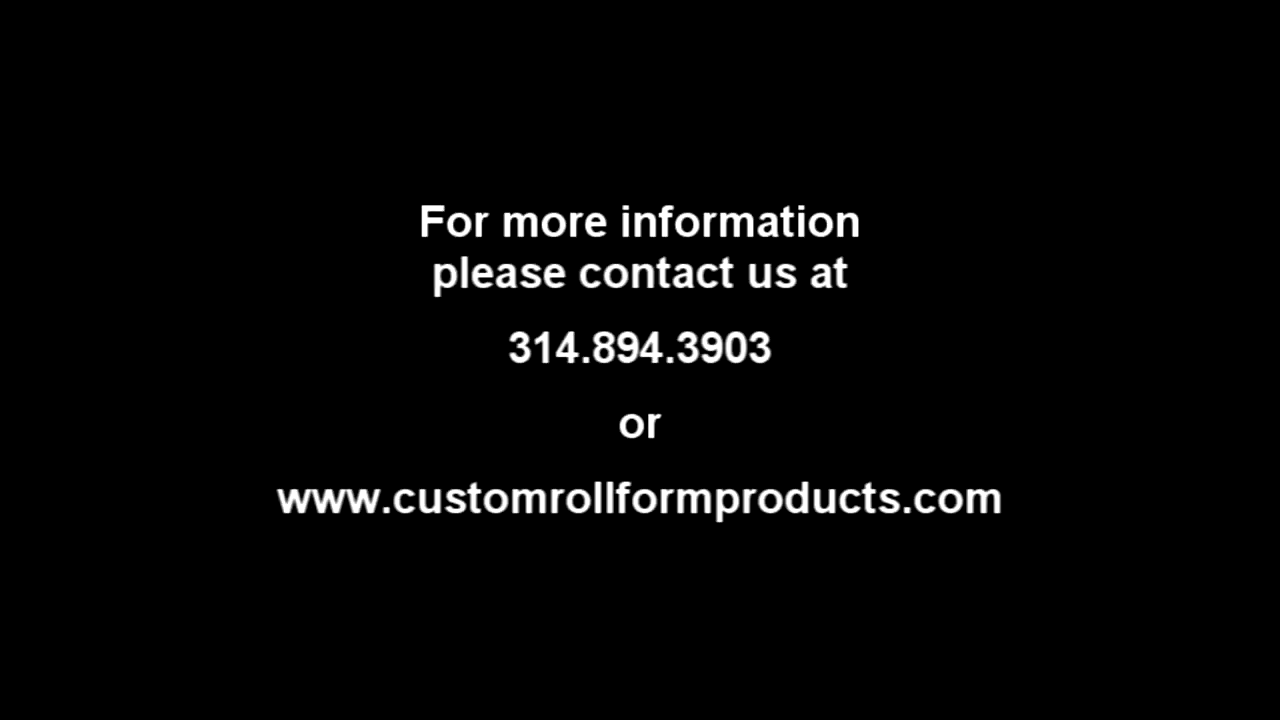 For more information
please contact us at
314.894.3903
or
www.customrollformproducts.com